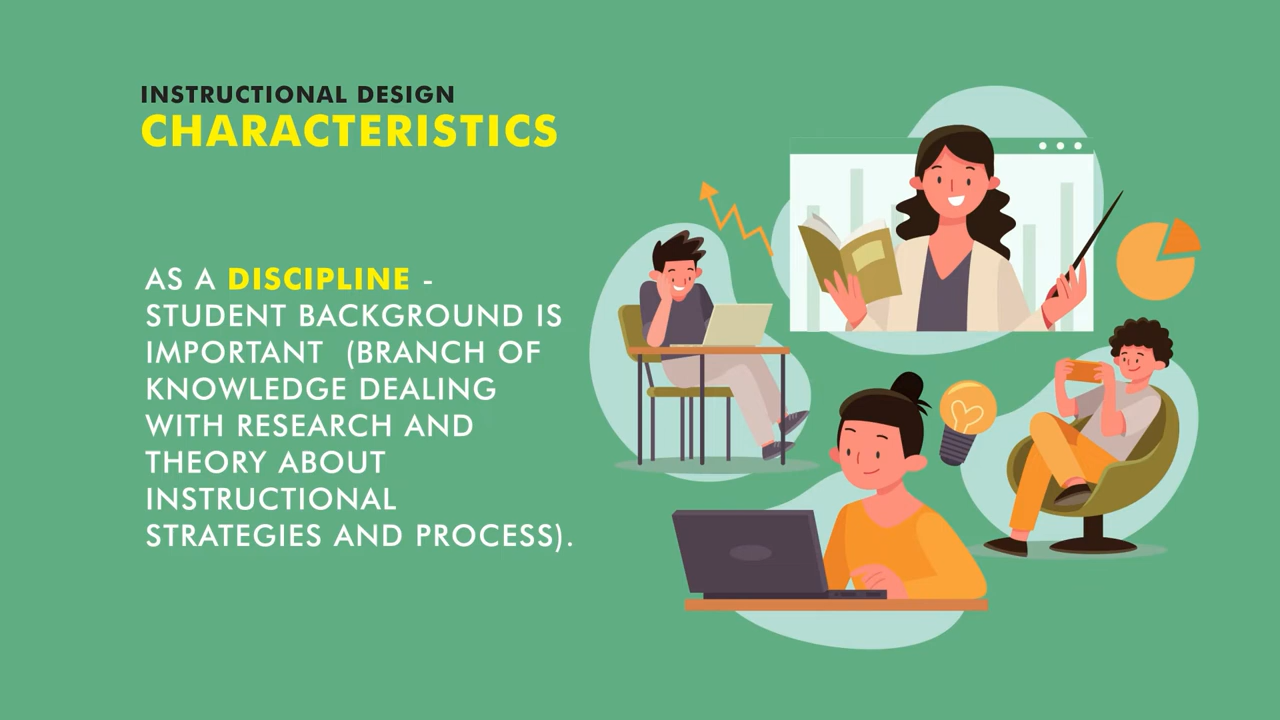 INSTRUCTIONAL DESIGN
CHARACTERISTICS
AS A DISCIPLINE -
STUDENT BACKGROUND IS
IMPORTANT  (BRANCH OF
KNOWLEDGE DEALING
WITH RESEARCH AND
THEORY ABOUT
INSTRUCTIONAL
STRATEGIES AND PROCESS).